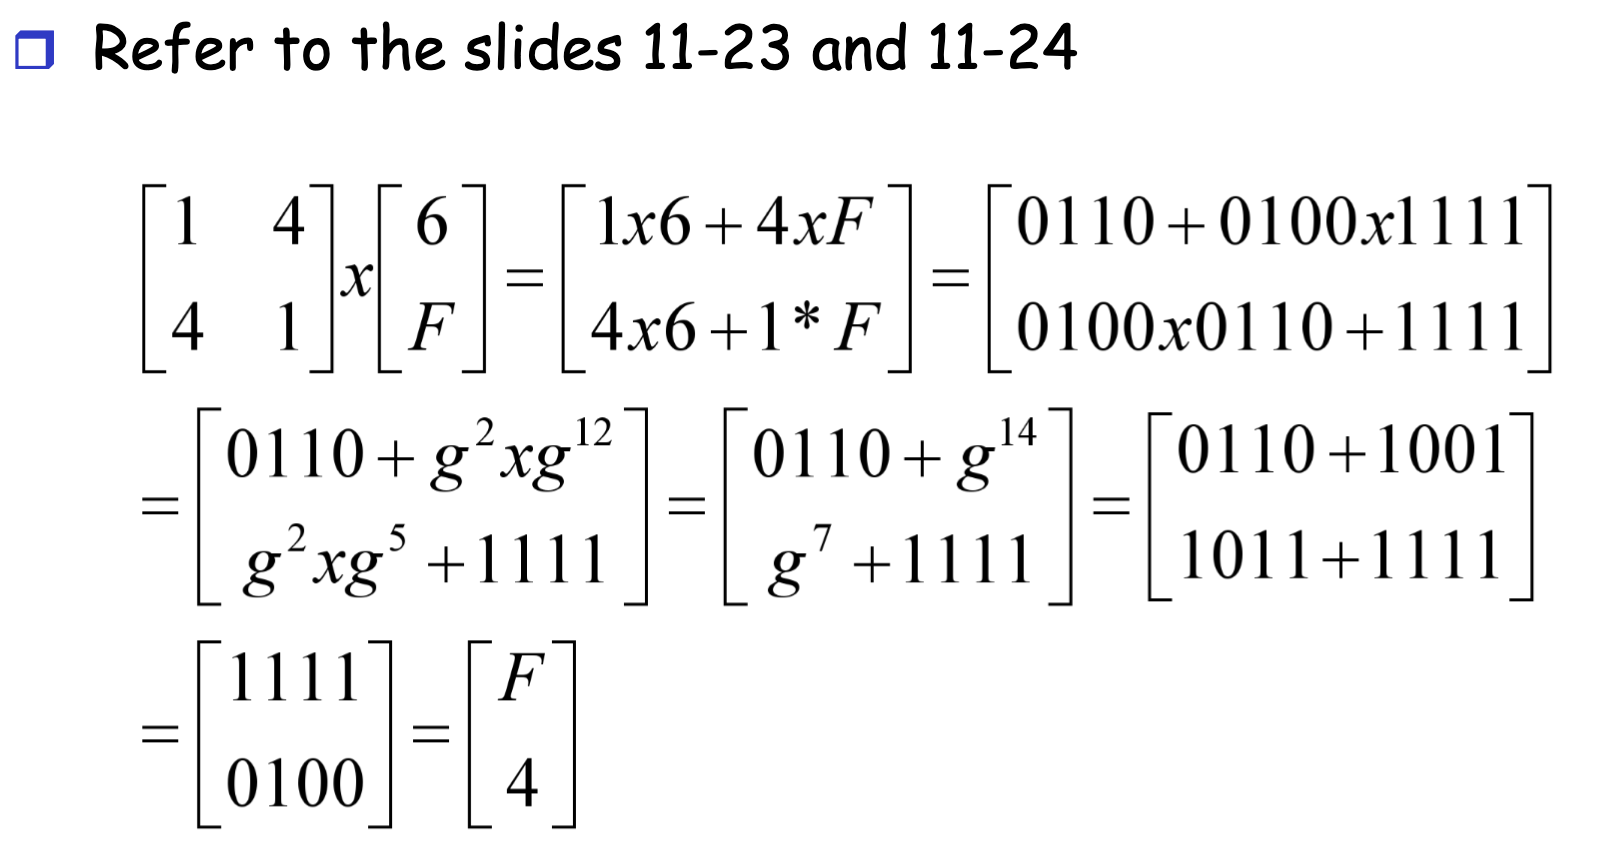 Refer to the slides 11-23 and 11-24
[1 4; 4 1] x [6; F] = [1x6 + 4xF; 4x6 + 1* F] = [0110 + 0100x1111; 0100x0110 + 1111]
= [0110 + g^2xg^12; g^2xg^5 + 1111] = [0110 + g^14; g^7 + 1111] = [0110 + 1001; 1011 + 1111]
= [1111; 0100] = [F; 4]